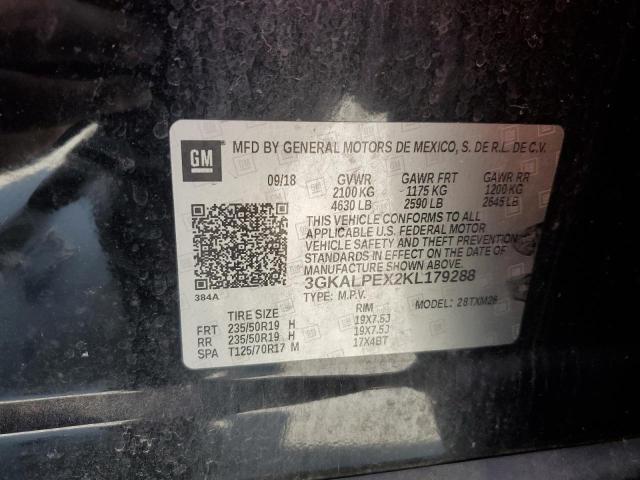 GM MFD BY GENERAL MOTORS DE MEXICO, S. DE R.L. DE C.V.
09/18 GVWR GAWR FRT GAWR RR
2100 KG 1175 KG 1200 KG
4630 LB 2590 LB 2645 LB
THIS VEHICLE CONFORMS TO ALL
APPLICABLE U.S. FEDERAL MOTOR
VEHICLE SAFETY AND THEFT PREVENTION
STANDARDS IN EFFECT ON THE DATE OF
MANUFACTURE SHOWN ABOVE.
3GKALPEX2KL179288
384A
TYPE: M.P.V. MODEL: 28TXM26
TIRE SIZE RIM
FRT 235/50R19 H 19X7.5J
RR 235/50R19 H 19X7.5J
SPA T125/70R17 M 17X4BT